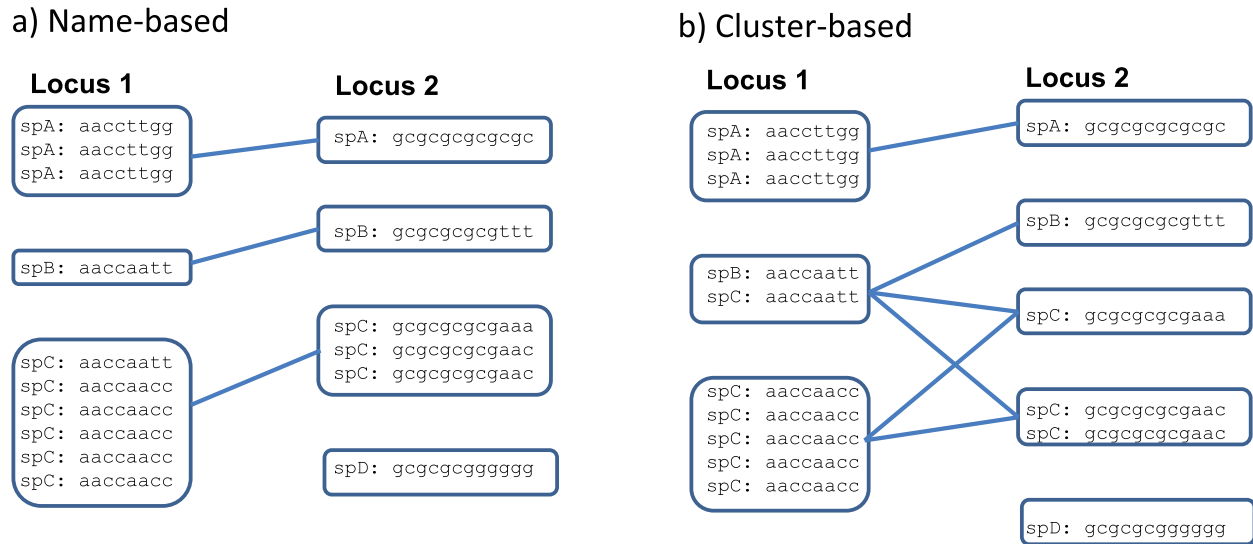 a) Name-based
Locus 1
spA: aaccttgg
spA: aaccttgg
spA: aaccttgg
spB: aaccaatt
spC: aaccaatt
spC: aaccaacc
spC: aaccaacc
spC: aaccaacc
spC: aaccaacc
spC: aaccaacc
Locus 2
spA: gcgcgcgcgcgc
spB: gcgcgcgcgttt
spC: gcgcgcgcgaaa
spC: gcgcgcgcgaac
spC: gcgcgcgcgaac
spD: gcgcgcgggggg
b) Cluster-based
Locus 1
spA: aaccttgg
spA: aaccttgg
spA: aaccttgg
spB: aaccaatt
spC: aaccaatt
spC: aaccaacc
spC: aaccaacc
spC: aaccaacc
spC: aaccaacc
spC: aaccaacc
Locus 2
spA: gcgcgcgcgcgc
spB: gcgcgcgcgttt
spC: gcgcgcgcgaaa
spC: gcgcgcgcgaac
spC: gcgcgcgcgaac
spD: gcgcgcgggggg